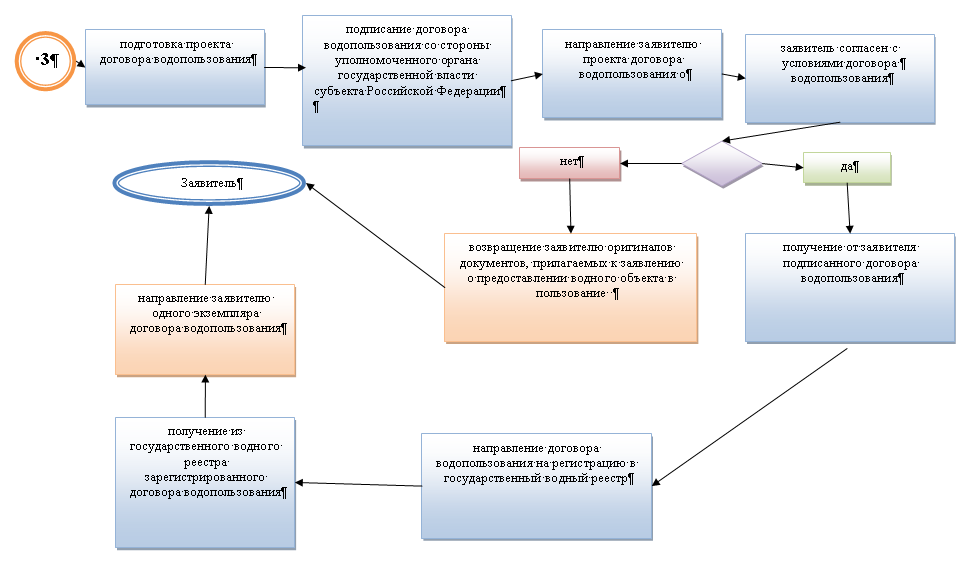 3¶
подготовка проекта
договора водопользования¶
подписание договора
водопользования со стороны
уполномоченного органа
государственной власти
субъекта Российской Федерации¶
¶
направление заявителю
проекта договора
водопользования о¶
заявитель согласен с
условиями договора ¶
водопользования¶
нет¶
да¶
Заявитель¶
возвращение заявителю оригиналов
документов, прилагаемых к заявлению
о предоставлении водного объекта в
пользование ¶
получение от заявителя
подписанного договора
водопользования¶
направление заявителю
одного экземпляра
договора водопользования¶
получение из
государственного водного
реестра
зарегистрированного
договора водопользования¶
направление договора
водопользования на регистрацию в
государственный водный реестр¶